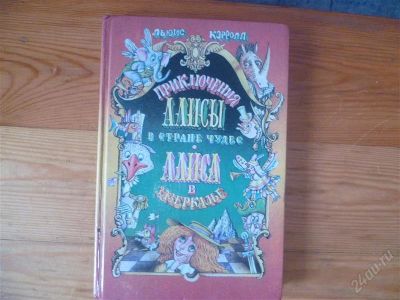 ЛЬЮИС КЭРРОЛЛ
ПРИКЛЮЧЕНИЯ
АЛИСЫ
В СТРАНЕ ЧУДЕС
АЛИСА
В
ЗАЗЕРКАЛЬЕ
24au.ru